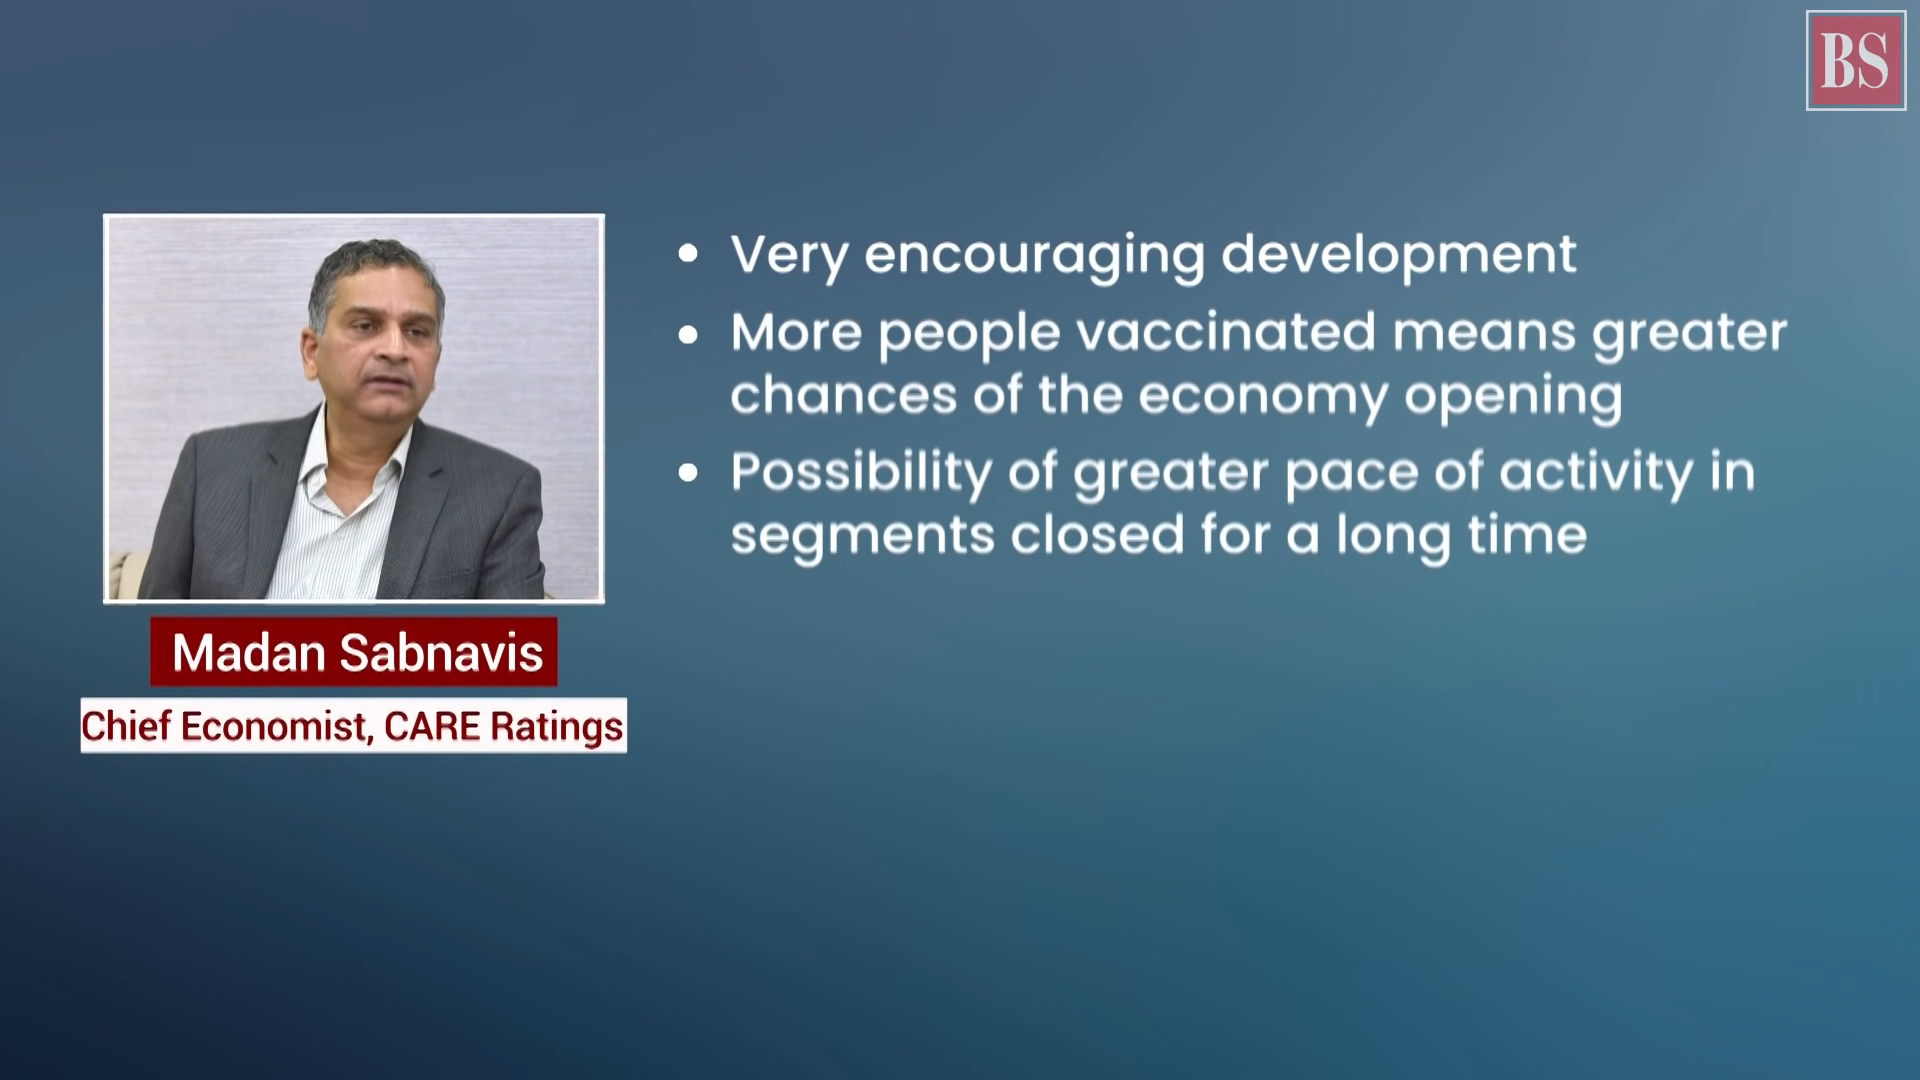 BS
Very encouraging development
More people vaccinated means greater
chances of the economy opening
Possibility of greater pace of activity in
segments closed for a long time
Madan Sabnavis
Chief Economist, CARE Ratings